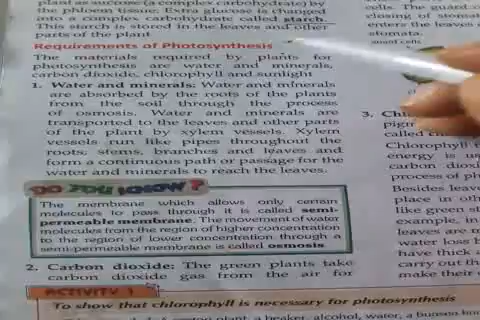 plant as sucrose (a complex carbohydrate) by
the phloem tissue. Extra glucose is changed
into a complex carbohydrate called starch.
This starch is stored in the leaves and other
parts of the plant
Requirements of Photosynthesis
The materials required by plants for
photosynthesis are water and minerals,
carbon dioxide, chlorophyll and sunlight
1. Water and minerals: Water and minerals
are absorbed by the roots of the plants
from the soil through the process
of osmosis. Water and minerals are
transported to the leaves and other parts
of the plant by xylem vessels. Xylem
vessels run like pipes throughout the
roots, stems, branches and leaves and
form a continuous path or passage for the
water and minerals to reach the leaves.
DO YOU KNOW ?
The membrane which allows only certain
molecules to pass through it is called semi-
permeable membrane. The movement of water
molecules from the region of higher concentration
to the region of lower concentration through a
semi-permeable membrane is called osmosis
2. Carbon dioxide: The green plants take
carbon dioxide gas from the air for
ACTIVITY 1
To show that chlorophyll is necessary for photosynthesis
plant, a beaker, alcohol, water, a bunsen
cells. The guard
closing of stomat
enters the leaves
stomata.
guard cells
3.
pigm
called
Chlorophyll
energy is
carbon dioxi
process of ph
Besides leav
place in oth
like green st
example, in
leaves are m
water loss b
have thick a
carry out th
make their